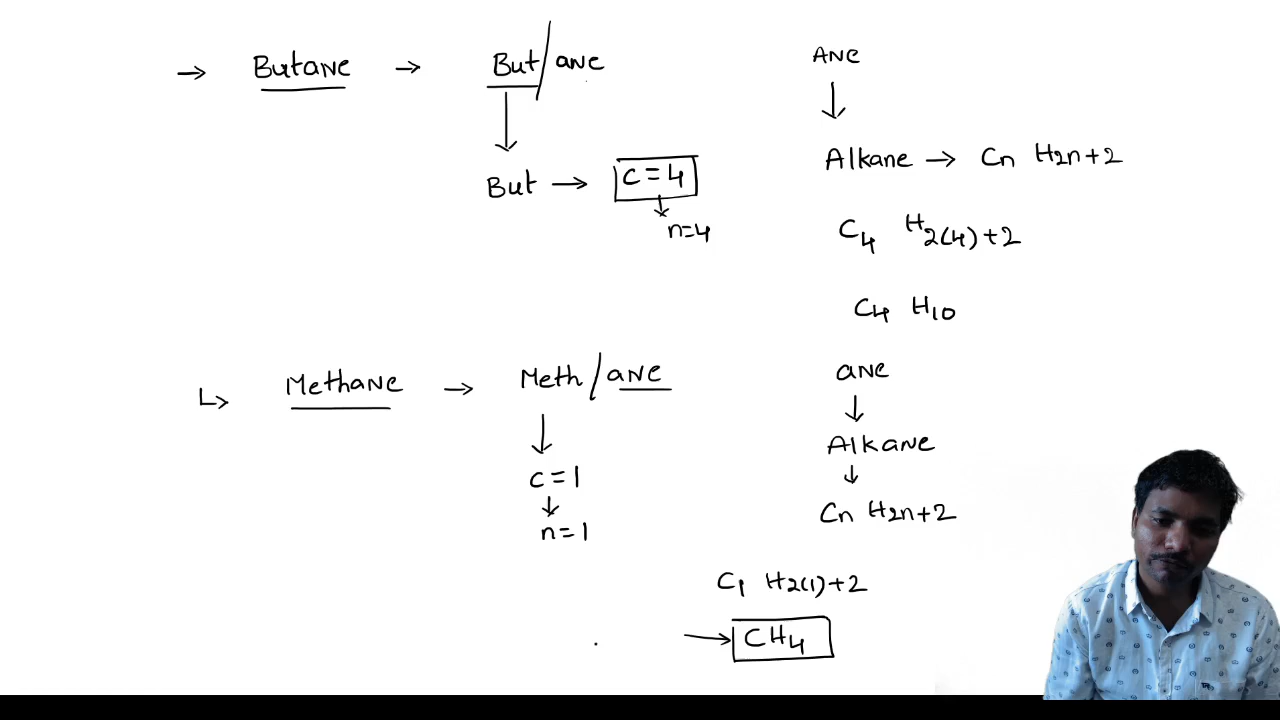 → Butane → But/ane
But → C=4
n=4
ANE
Alkane → Cn H2n+2
C4 H2(4)+2
C4 H10
↳ Methane → Meth/ane
c=1
n=1
ane
Alkane
Cn H2n+2
C1 H2(1)+2
→ CH4